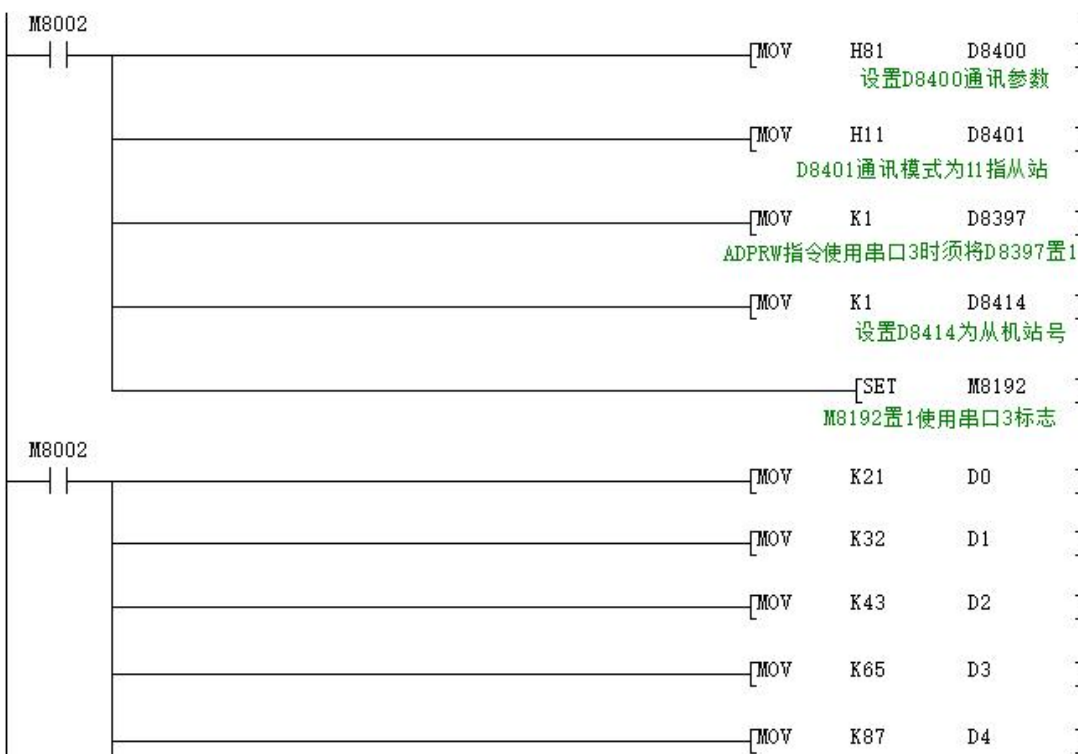 M8002
MOV H81 D8400
设置D8400通讯参数
MOV H11 D8401
D8401通讯模式为11指从站
MOV K1 D8397
ADPRW指令使用串口3时须将D8397置1
MOV K1 D8414
设置D8414为从机站号
SET M8192
M8192置1使用串口3标志
M8002
MOV K21 D0
MOV K32 D1
MOV K43 D2
MOV K65 D3
MOV K87 D4